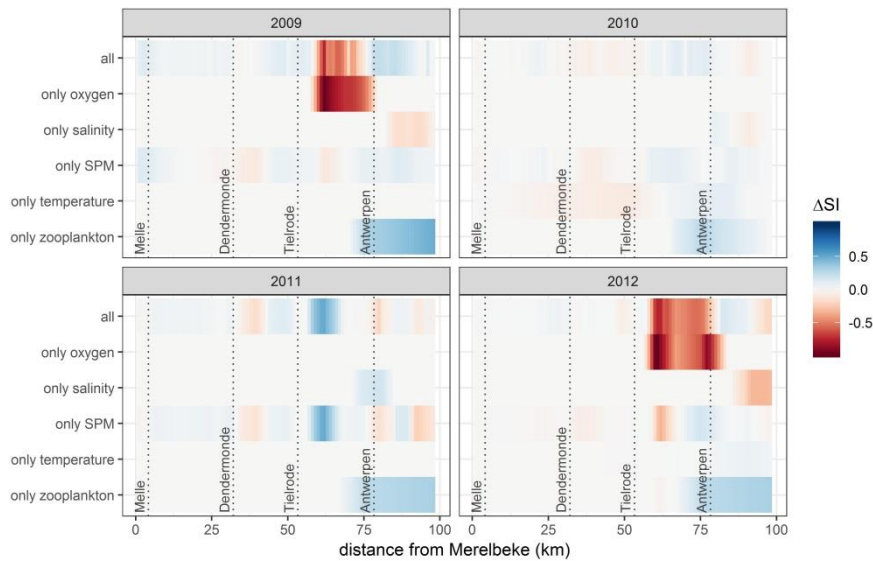 2009
2010
all
only oxygen
only salinity
only SPM
only temperature
only zooplankton
Melle
Dendermonde
Tielrode
Antwerpen
Melle
Dendermonde
Tielrode
Antwerpen
ΔSI
0.5
0.0
-0.5
2011
2012
all
only oxygen
only salinity
only SPM
only temperature
only zooplankton
Melle
Dendermonde
Tielrode
Antwerpen
Melle
Dendermonde
Tielrode
Antwerpen
0 25 50 75 100 0 25 50 75 100
distance from Merelbeke (km)